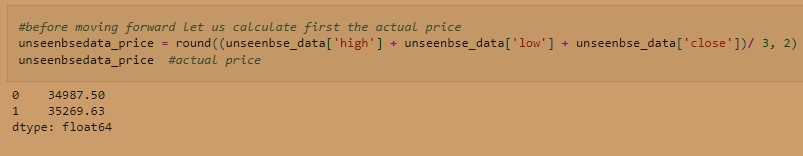 #before moving forward let us calculate first the actual price
unseenbsedata_price = round((unseenbse_data['high'] + unseenbse_data['low'] + unseenbse_data['close'])/ 3, 2)
unseenbsedata_price  #actual price
0    34987.50
1    35269.63
dtype: float64